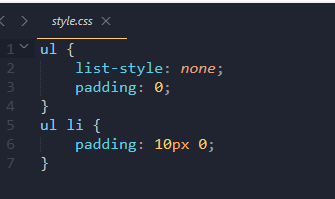 style.css ×
1 ul {
2     list-style: none;
3     padding: 0;
4 }
5 ul li {
6     padding: 10px 0;
7 }